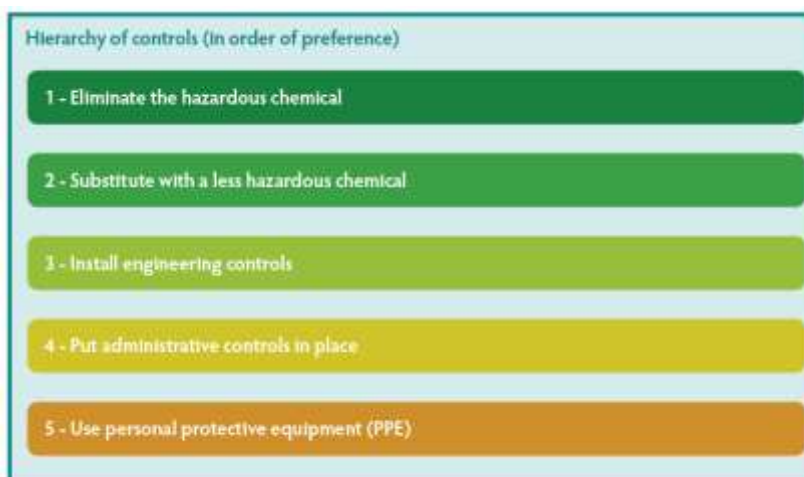 Hierarchy of controls (in order of preference)
1 - Eliminate the hazardous chemical
2 - Substitute with a less hazardous chemical
3 - Install engineering controls
4 - Put administrative controls in place
5 - Use personal protective equipment (PPE)